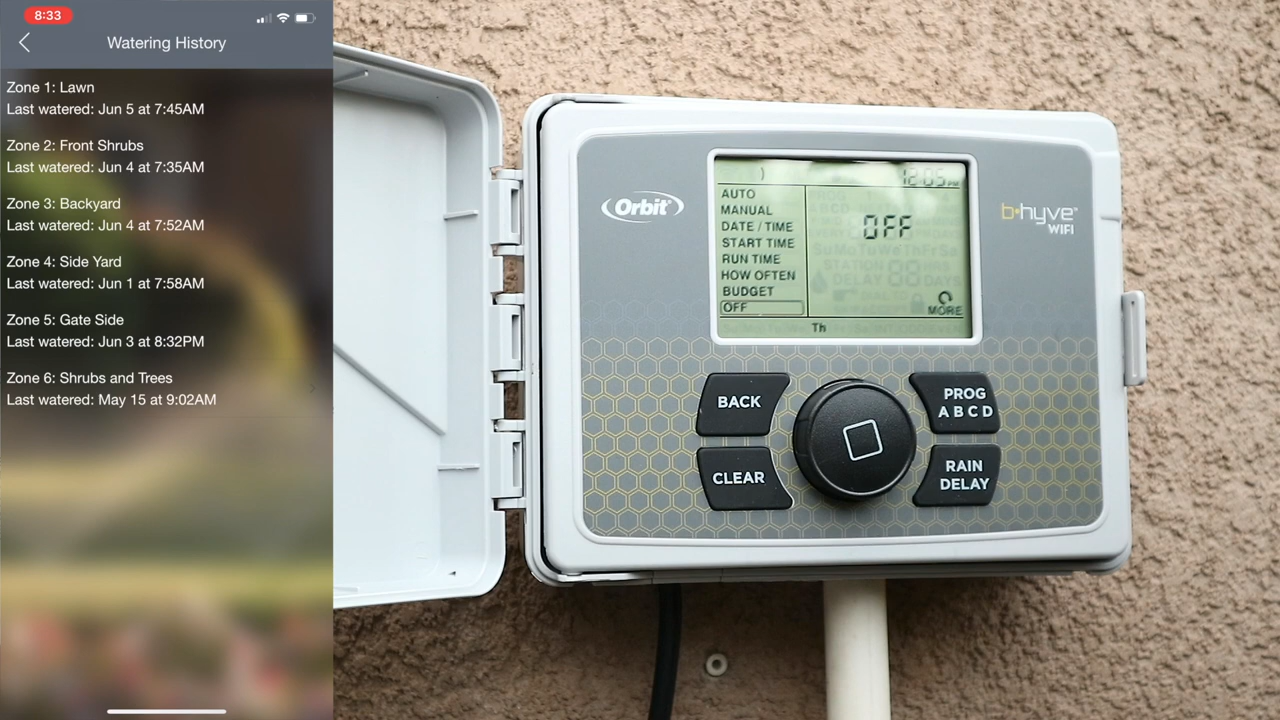 8:33
Watering History
Zone 1: Lawn
Last watered: Jun 5 at 7:45AM
Zone 2: Front Shrubs
Last watered: Jun 4 at 7:35AM
Zone 3: Backyard
Last watered: Jun 4 at 7:52AM
Zone 4: Side Yard
Last watered: Jun 1 at 7:58AM
Zone 5: Gate Side
Last watered: Jun 3 at 8:32PM
Zone 6: Shrubs and Trees
Last watered: May 15 at 9:02AM
Orbit®
12:05 PM
AUTO
MANUAL
DATE / TIME
START TIME
RUN TIME
HOW OFTEN
BUDGET
OFF
OFF
MORE
Th
b•hyve™
WIFI
BACK
CLEAR
PROG
A B C D
RAIN
DELAY